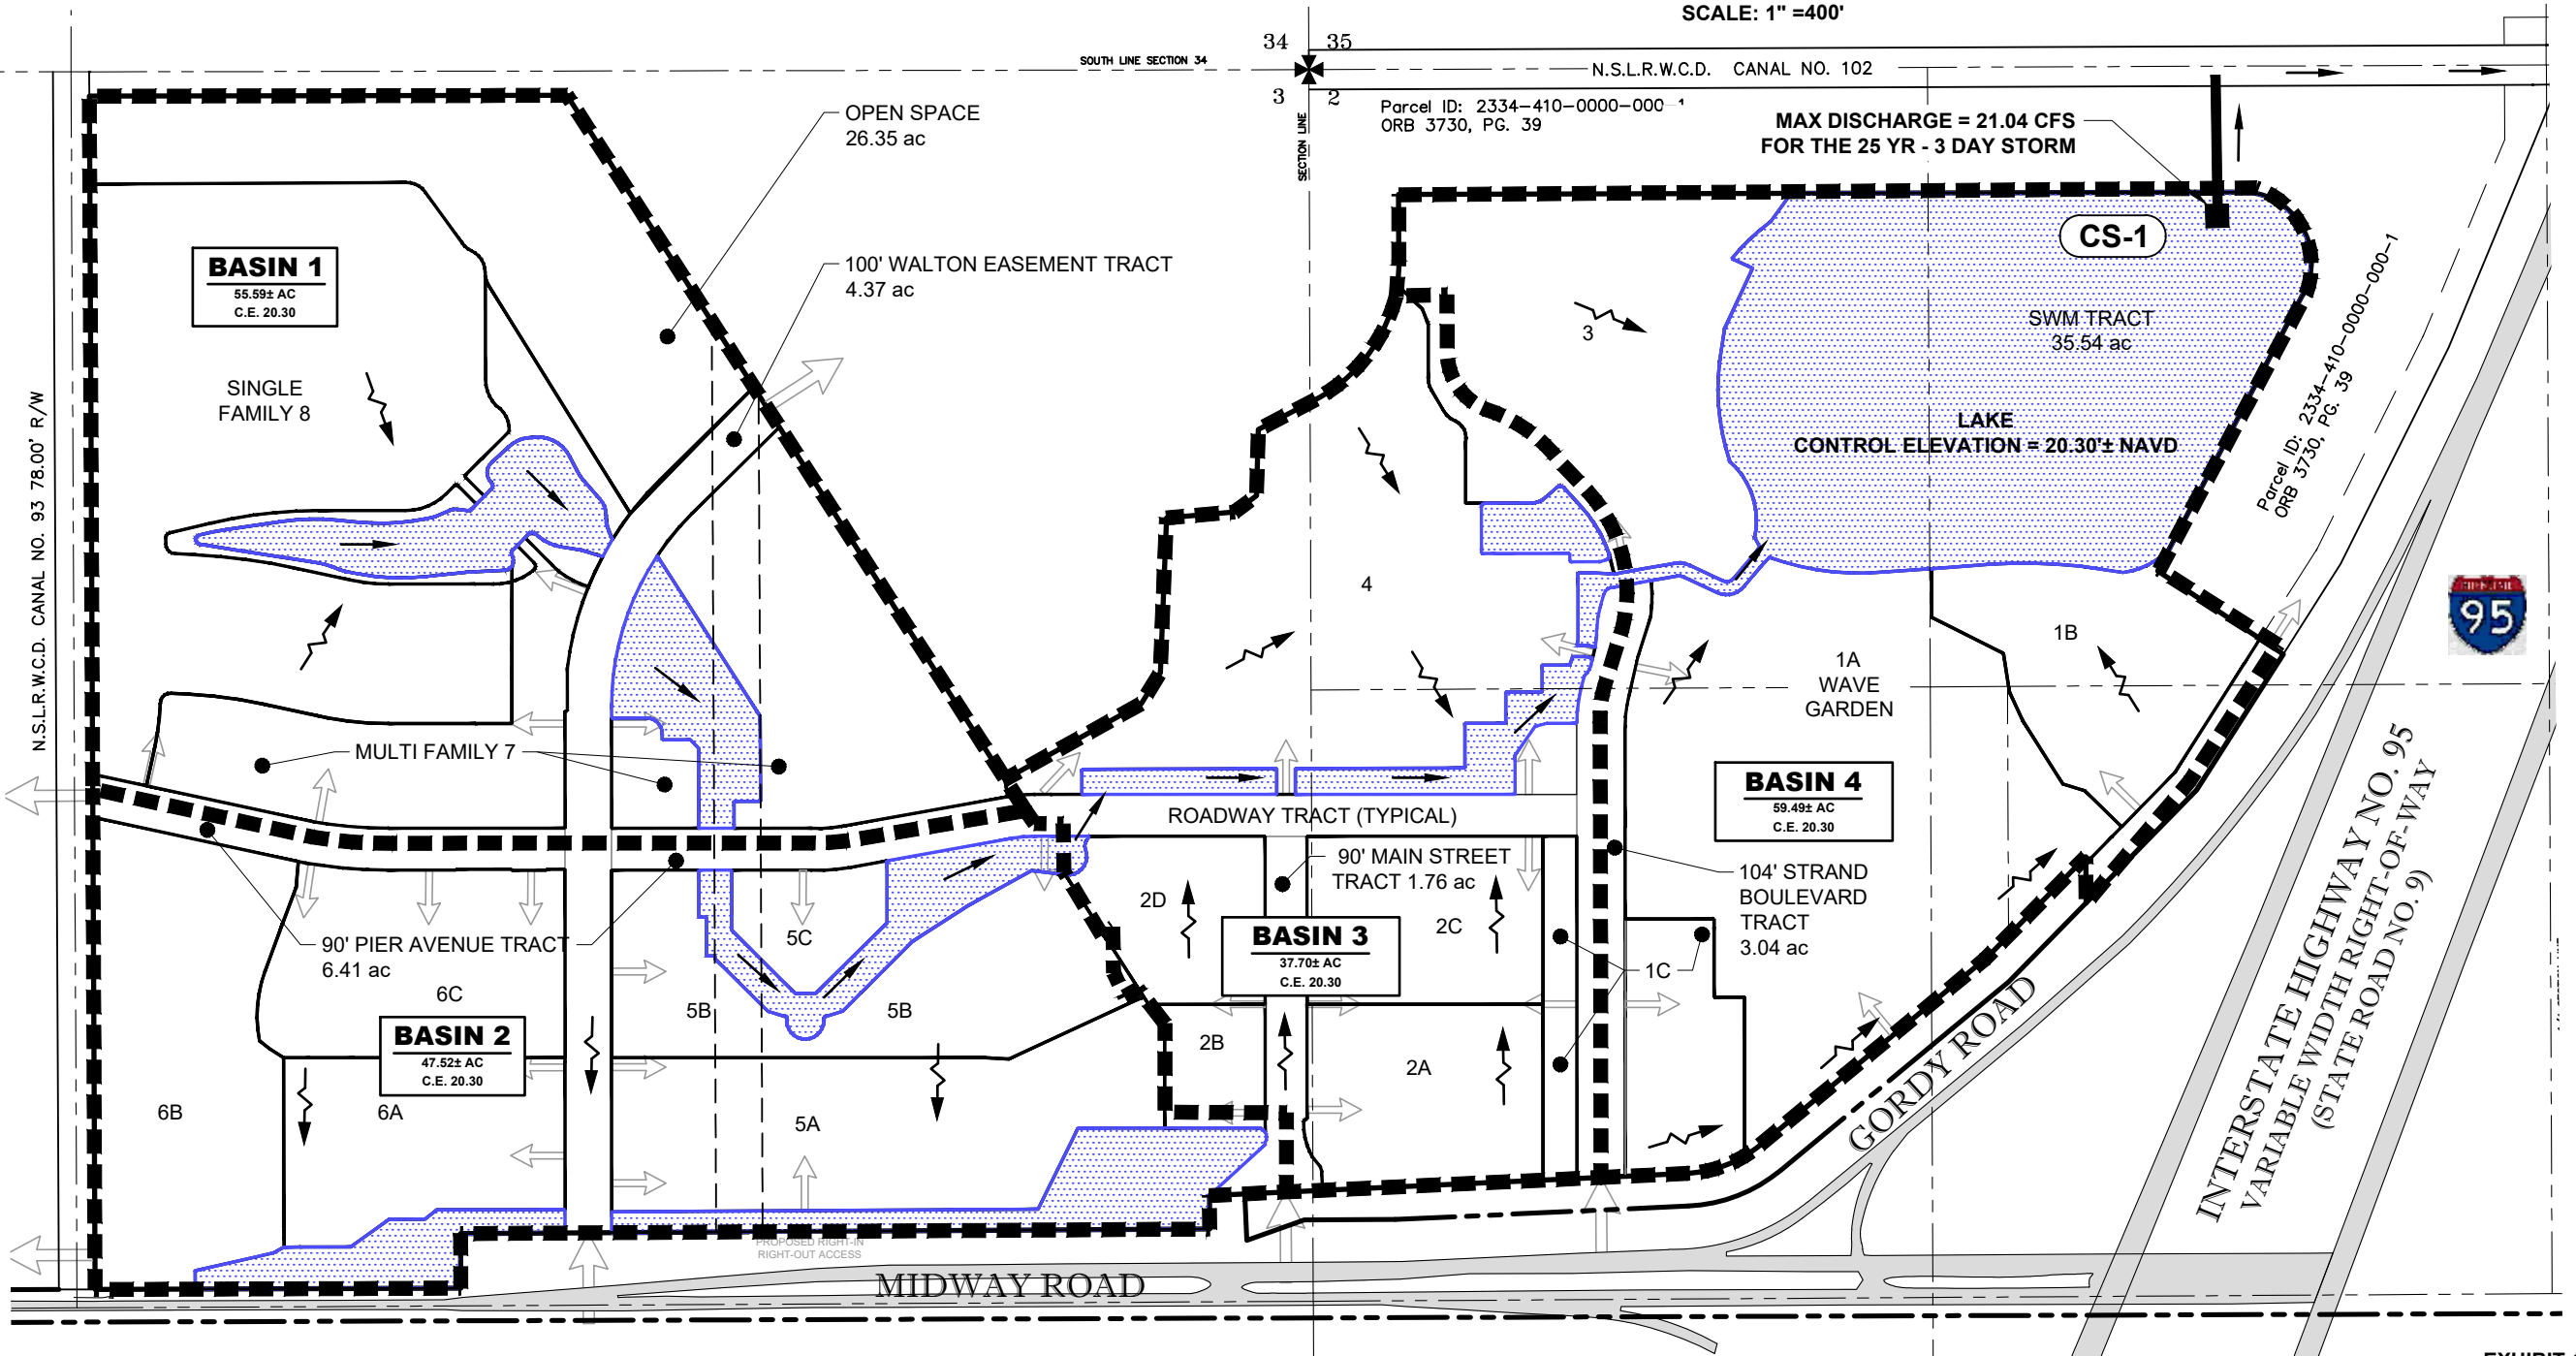 SCALE: 1" =400'
34
35
SOUTH LINE SECTION 34
N.S.L.R.W.C.D. CANAL NO. 102
3
2
SECTION LINE
Parcel ID: 2334-410-0000-000
ORB 3730, PG. 39
MAX DISCHARGE = 21.04 CFS
FOR THE 25 YR - 3 DAY STORM
OPEN SPACE
26.35 ac
100' WALTON EASEMENT TRACT
4.37 ac
BASIN 1
55.59± AC
C.E. 20.30
SINGLE
FAMILY 8
N.S.L.R.W.C.D. CANAL NO. 93 78.00' R/W
CS-1
SWM TRACT
35.54 ac
LAKE
CONTROL ELEVATION = 20.30'± NAVD
Parcel ID: 2334-410-0000-000-1
ORB 3730, PG. 39
3
4
INTERSTATE
95
1B
1A
WAVE
GARDEN
MULTI FAMILY 7
ROADWAY TRACT (TYPICAL)
BASIN 4
59.49± AC
C.E. 20.30
90' MAIN STREET
TRACT 1.76 ac
104' STRAND
BOULEVARD
TRACT
3.04 ac
2D
2C
5C
BASIN 3
37.70± AC
C.E. 20.30
1C
90' PIER AVENUE TRACT
6.41 ac
6C
5B
5B
BASIN 2
47.52± AC
C.E. 20.30
2B
2A
6B
6A
5A
GORDY ROAD
INTERSTATE HIGHWAY NO. 95
VARIABLE WIDTH RIGHT-OF-WAY
(STATE ROAD NO. 9)
PROPOSED RIGHT-IN
RIGHT-OUT ACCESS
MIDWAY ROAD